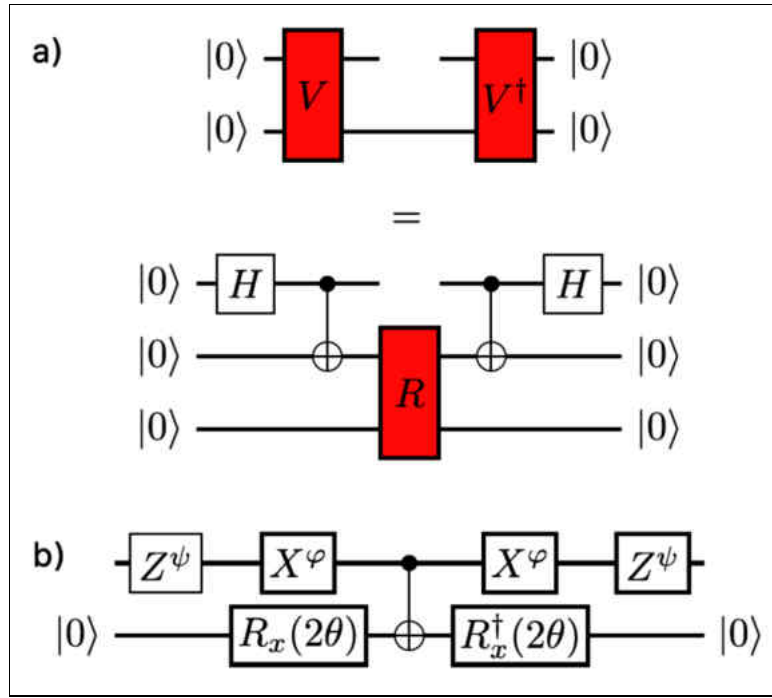 a) |0⟩ V V† |0⟩
|0⟩ |0⟩
=
|0⟩ H H |0⟩
|0⟩ |0⟩
|0⟩ R |0⟩
b) Z^ψ X^φ X^φ Z^ψ
|0⟩ R_x(2θ) R_x^†(2θ) |0⟩